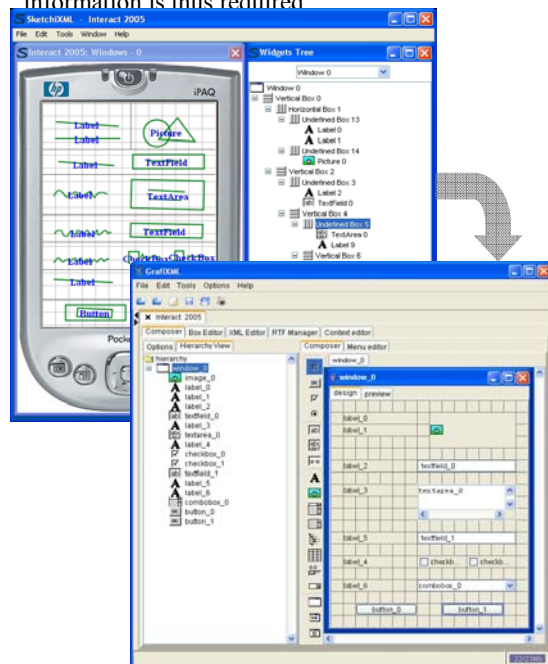 information is thus required
SketchiXML - Interact 2005
File Edit Tools Window Help
Interact 2005: Windows - 0
hp
iPAQ
Label
Label
Picture
Label
TextField
Label
TextArea
Label
TextField
Label
CheckBox CheckBox
Label
Button
Pock
Widgets Tree
Window 0
Window 0
Vertical Box 0
Horizontal Box 1
Undefined Box 13
Label 0
Label 1
Undefined Box 14
Picture 0
Vertical Box 2
Undefined Box 3
Label 2
TextField 0
Vertical Box 4
Undefined Box 5
TextArea 0
Label 9
Vertical Box 6
GrafiXML
File Edit Tools Options Help
Interact 2005
Composer Box Editor XML Editor RTF Manager Context editor
Options Hierarchy View
hierarchy
window_0
image_0
label_0
label_1
label_2
textfield_0
label_3
textarea_0
label_4
checkbox_0
checkbox_1
textfield_1
label_5
label_6
combobox_0
button_0
button_1
Composer Menu editor
window_0
window_0
design preview
label_0
label_1
label_2
textfield_0
label_3
textarea_0
label_5
textfield_1
label_4
checkb... checkb...
label_6
combobox_0
button_0
button_1